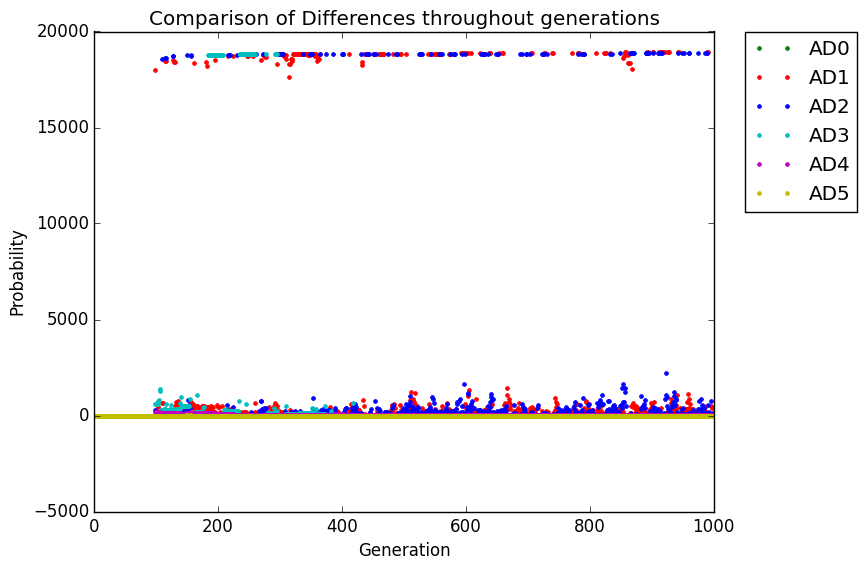 Comparison of Differences throughout generations
20000
15000
10000
5000
0
−5000
Probability
0 200 400 600 800 1000
Generation
AD0
AD1
AD2
AD3
AD4
AD5